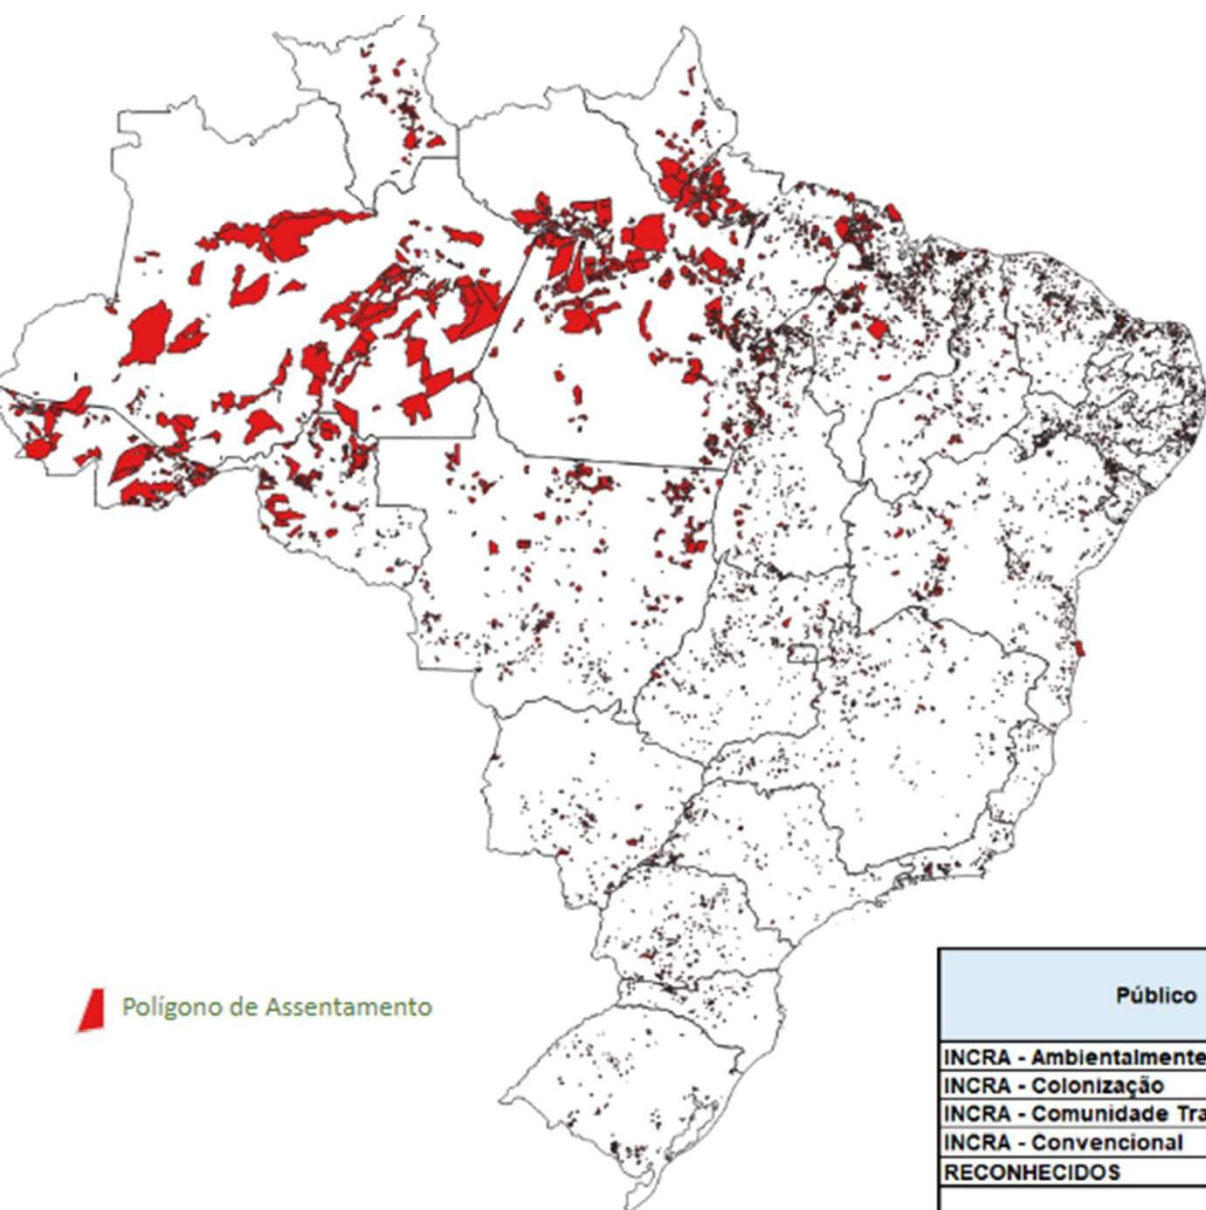 Polígono de Assentamento
Público
INCRA - Ambientalmente
INCRA - Colonização
INCRA - Comunidade Tra
INCRA - Convencional
RECONHECIDOS